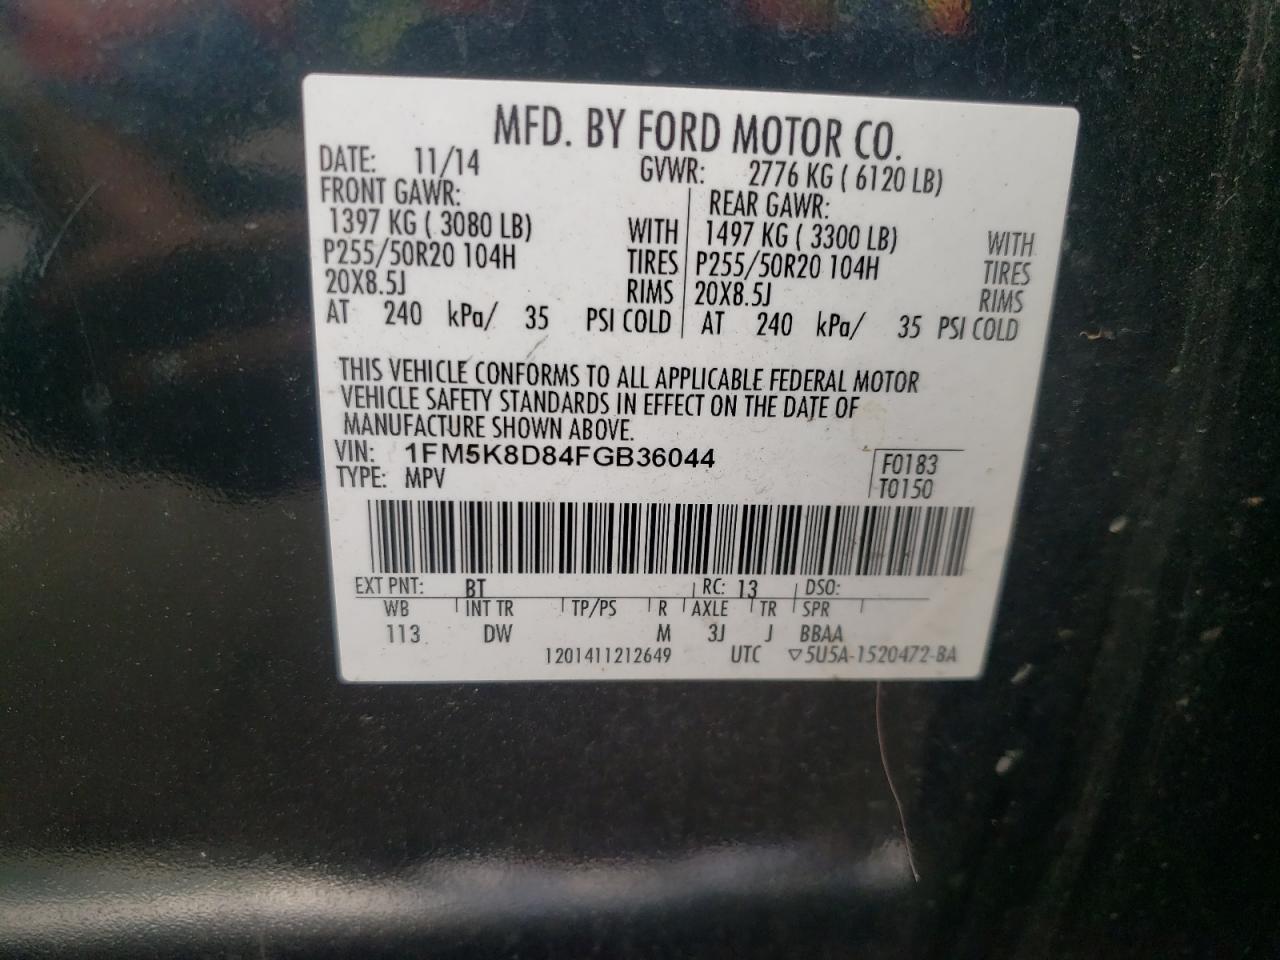 MFD. BY FORD MOTOR CO.
DATE: 11/14 GVWR: 2776 KG ( 6120 LB)
FRONT GAWR: REAR GAWR:
1397 KG ( 3080 LB) WITH 1497 KG ( 3300 LB) WITH
P255/50R20 104H TIRES P255/50R20 104H TIRES
20X8.5J RIMS 20X8.5J RIMS
AT 240 kPa/ 35 PSI COLD AT 240 kPa/ 35 PSI COLD
THIS VEHICLE CONFORMS TO ALL APPLICABLE FEDERAL MOTOR
VEHICLE SAFETY STANDARDS IN EFFECT ON THE DATE OF
MANUFACTURE SHOWN ABOVE.
VIN: 1FM5K8D84FGB36044 F0183
TYPE: MPV T0150
EXT PNT: BT RC: 13 DSO:
WB INT TR TP/PS R AXLE TR SPR
113 DW M 3J J BBAA
1201411212649 UTC ▽5U5A-1520472-BA